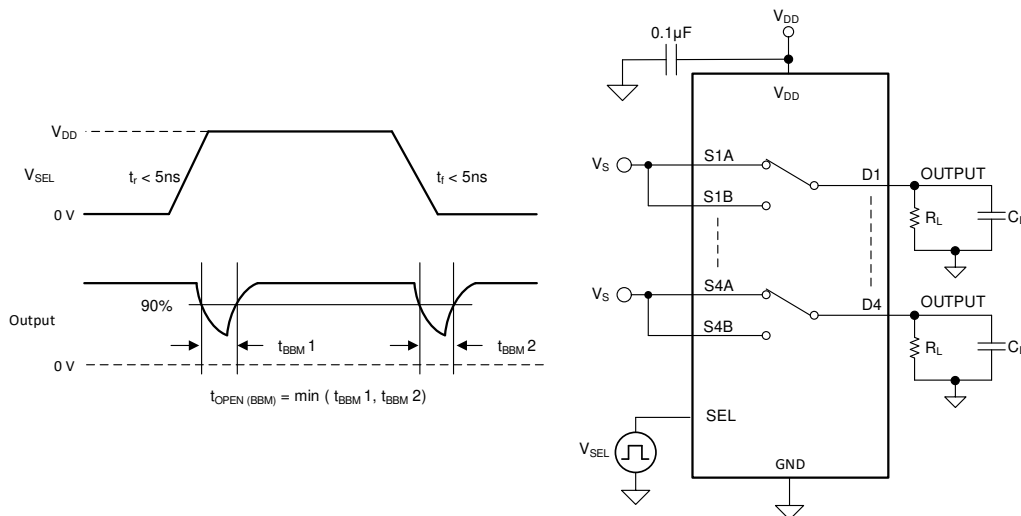 V_DD
V_SEL
t_r < 5ns
t_f < 5ns
0 V
90%
Output
t_BBM 1
t_BBM 2
0 V
t_OPEN (BBM) = min ( t_BBM 1, t_BBM 2)
V_DD
0.1µF
V_DD
V_S
S1A
D1
OUTPUT
S1B
R_L
V_S
S4A
D4
OUTPUT
S4B
R_L
SEL
V_SEL
GND